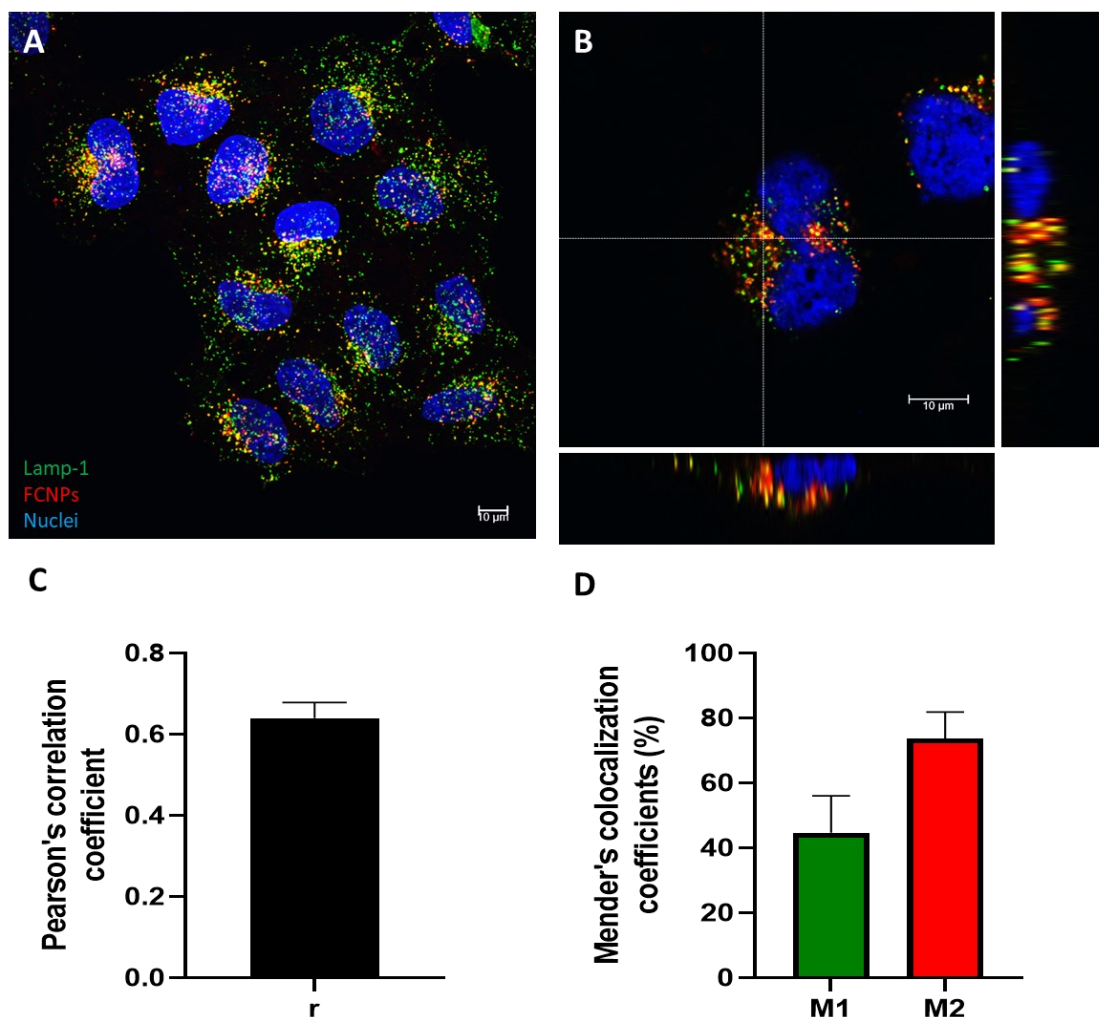 A
Lamp-1
FCNPs
Nuclei
10 µm
B
10 µm
C
Pearson's correlation
coefficient
0.8
0.6
0.4
0.2
0.0
r
D
Mender's colocalization
coefficients (%)
100
80
60
40
20
0
M1
M2